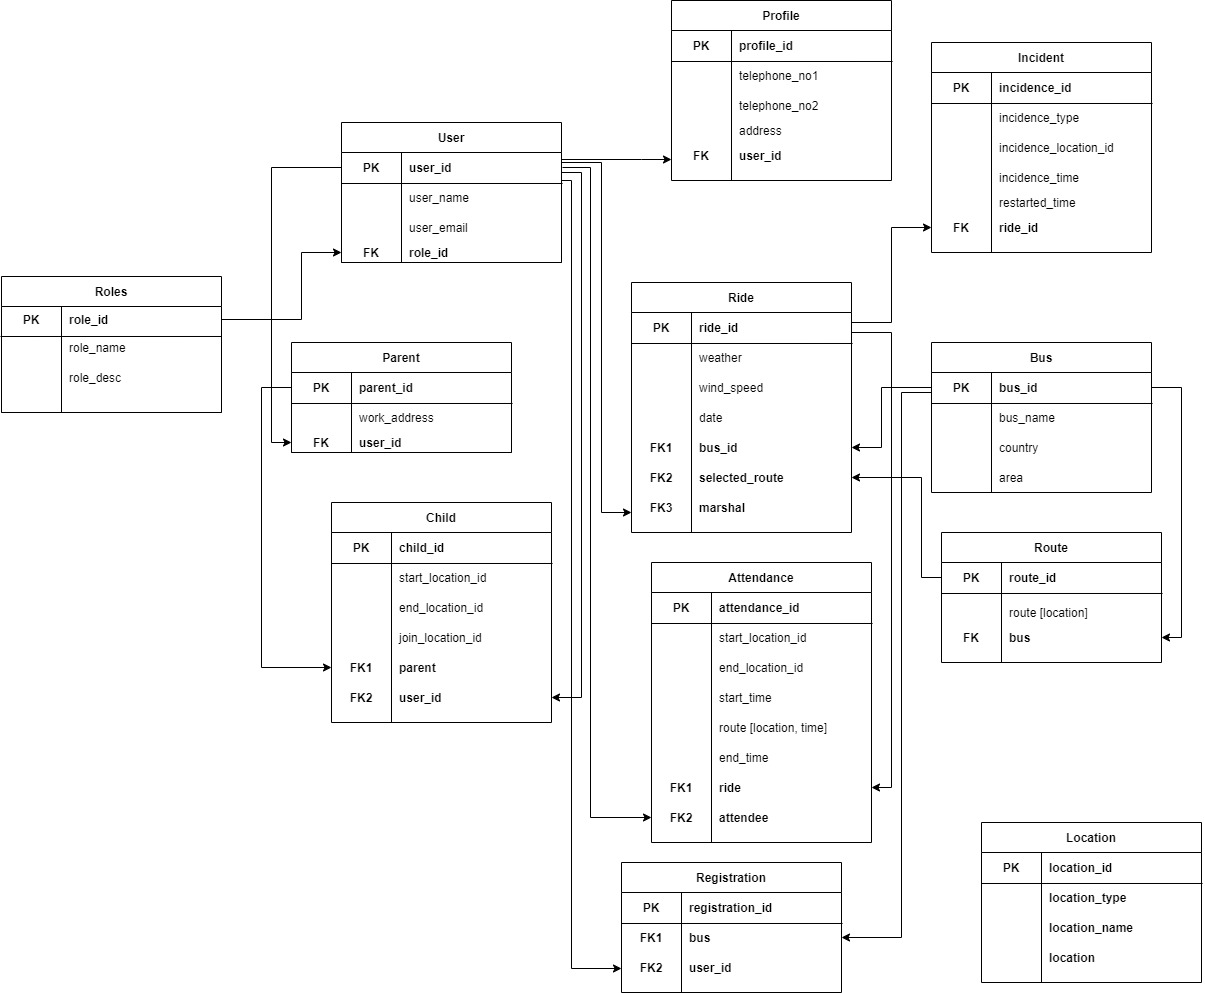 Profile
PK profile_id
telephone_no1
telephone_no2
address
FK user_id
Incident
PK incidence_id
incidence_type
incidence_location_id
incidence_time
restarted_time
FK ride_id
User
PK user_id
user_name
user_email
FK role_id
Roles
PK role_id
role_name
role_desc
Ride
PK ride_id
weather
wind_speed
date
FK1 bus_id
FK2 selected_route
FK3 marshal
Parent
PK parent_id
work_address
FK user_id
Bus
PK bus_id
bus_name
country
area
Child
PK child_id
start_location_id
end_location_id
join_location_id
FK1 parent
FK2 user_id
Route
PK route_id
route [location]
FK bus
Attendance
PK attendance_id
start_location_id
end_location_id
start_time
route [location, time]
end_time
FK1 ride
FK2 attendee
Location
PK location_id
location_type
location_name
location
Registration
PK registration_id
FK1 bus
FK2 user_id